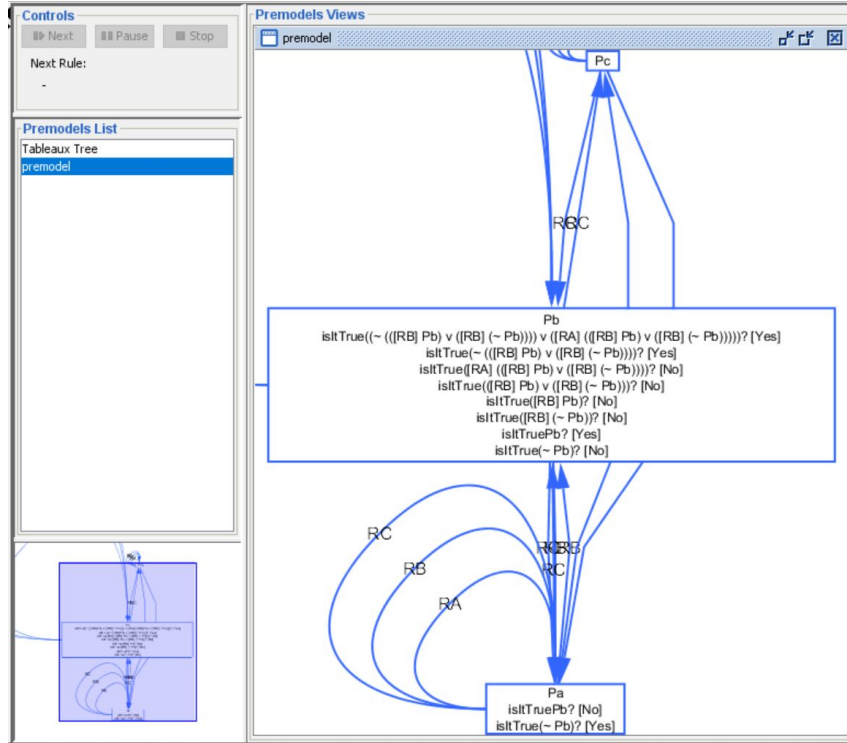 Controls
Next
Pause
Stop
Next Rule:
-
Premodels List
Tableaux Tree
premodel
Premodels Views
premodel
Pc
Pb
isItTrue((~ (([RB] Pb) v ([RB] (~ Pb)))) v ([RA] (([RB] Pb) v ([RB] (~ Pb)))))? [Yes]
isItTrue(~ (([RB] Pb) v ([RB] (~ Pb))))? [Yes]
isItTrue([RA] (([RB] Pb) v ([RB] (~ Pb))))? [No]
isItTrue(([RB] Pb) v ([RB] (~ Pb)))? [No]
isItTrue([RB] Pb)? [No]
isItTrue([RB] (~ Pb))? [No]
isItTruePb? [Yes]
isItTrue(~ Pb)? [No]
RC
RB
RA
RC
Pa
isItTruePb? [No]
isItTrue(~ Pb)? [Yes]